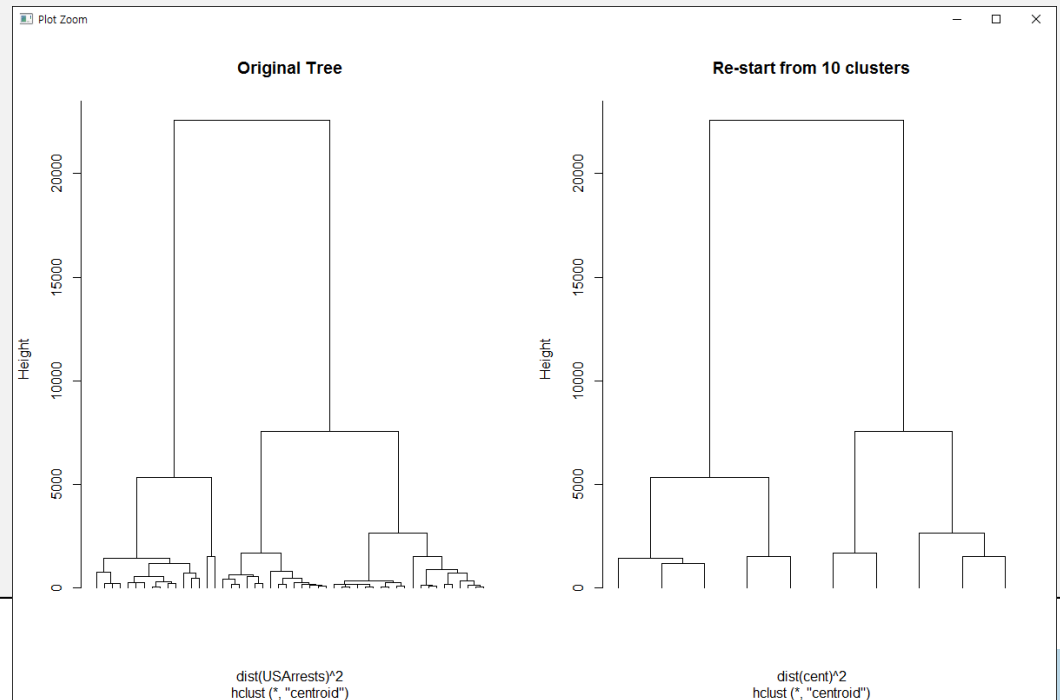 Plot Zoom
Original Tree
Height
20000
15000
10000
5000
0
dist(USArrests)^2
hclust (*, "centroid")
Re-start from 10 clusters
Height
20000
15000
10000
5000
0
dist(cent)^2
hclust (*, "centroid")